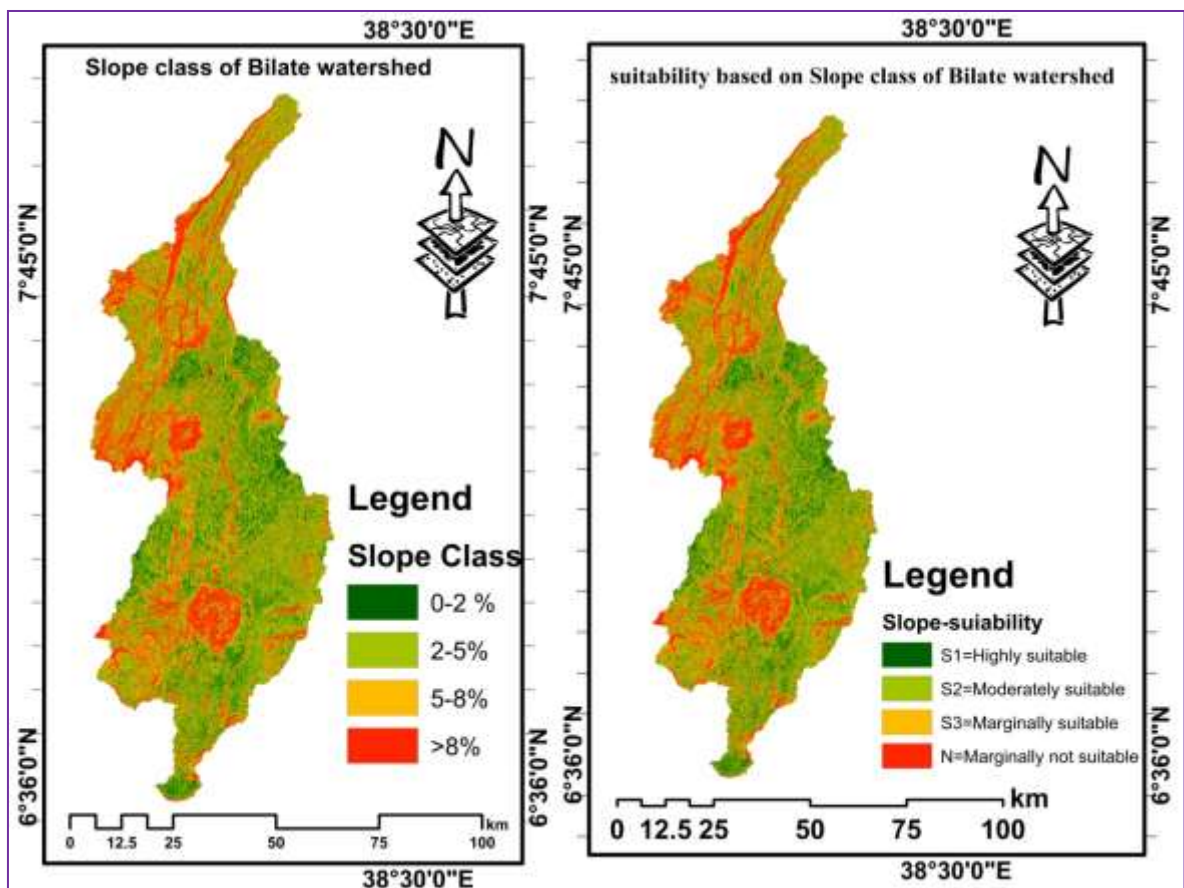 38°30'0"E
Slope class of Bilate watershed
N
7°45'0"N
7°45'0"N
Legend
Slope Class
0-2 %
2-5%
5-8%
>8%
6°36'0"N
6°36'0"N
km
0 12.5 25 50 75 100
38°30'0"E
38°30'0"E
suitability based on Slope class of Bilate watershed
N
7°45'0"N
7°45'0"N
Legend
Slope-suiability
S1=Highly suitable
S2=Moderately suitable
S3=Marginally suitable
N=Marginally not suitable
6°36'0"N
6°36'0"N
km
0 12.5 25 50 75 100
38°30'0"E